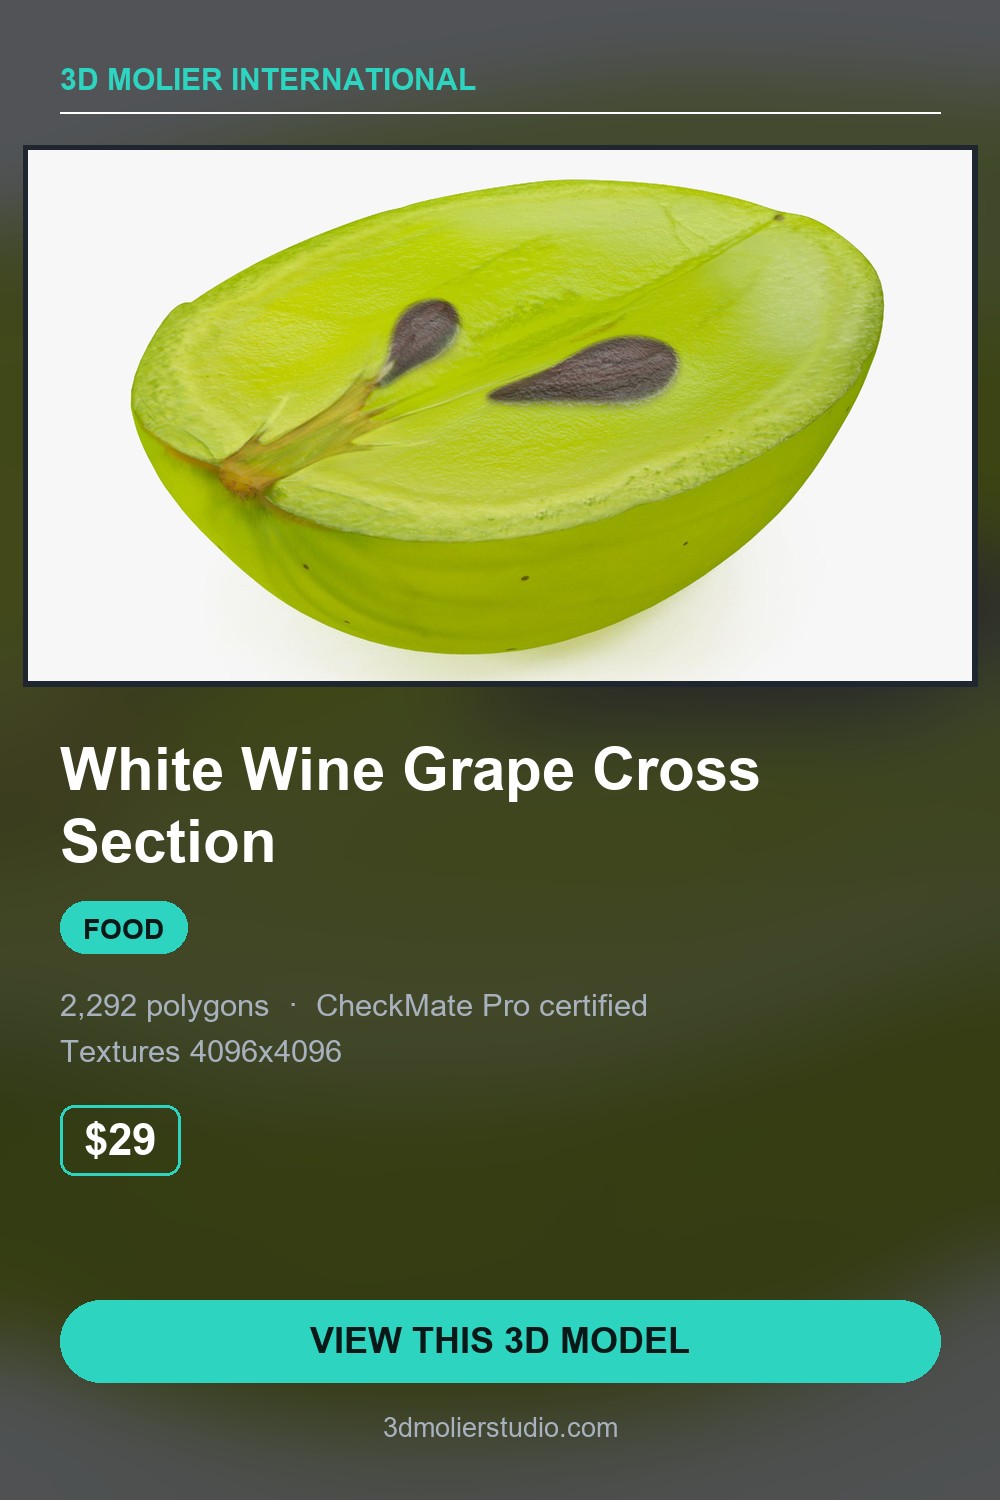 3D MOLIER INTERNATIONAL
White Wine Grape Cross
Section
FOOD
2,292 polygons · CheckMate Pro certified
Textures 4096x4096
$29
VIEW THIS 3D MODEL
3dmolierstudio.com